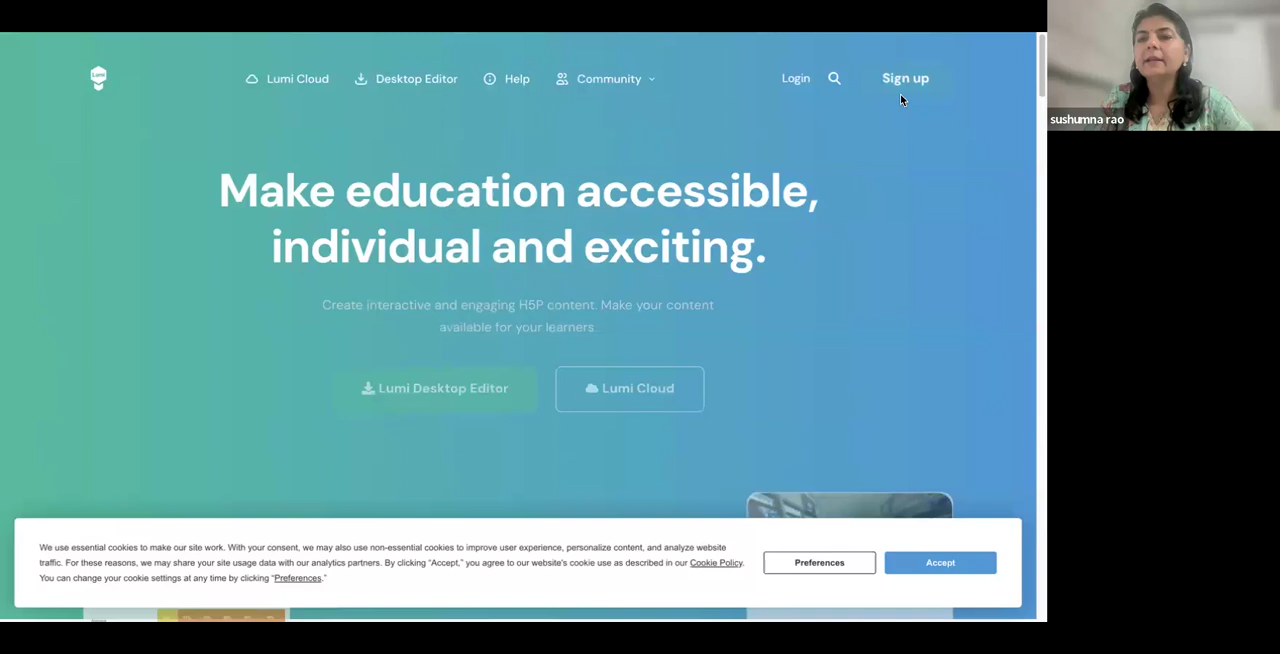 Lumi
Lumi Cloud
Desktop Editor
Help
Community
Login
Sign up
sushumna rao
Make education accessible,
individual and exciting.
Create interactive and engaging H5P content. Make your content
available for your learners.
Lumi Desktop Editor
Lumi Cloud
We use essential cookies to make our site work. With your consent, we may also use non-essential cookies to improve user experience, personalize content, and analyze website
traffic. For these reasons, we may share your site usage data with our analytics partners. By clicking “Accept,” you agree to our website's cookie use as described in our Cookie Policy.
You can change your cookie settings at any time by clicking “Preferences.”
Preferences
Accept